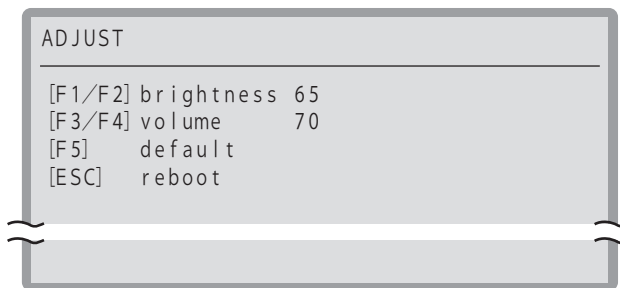 ADJUST
[F1/F2] brightness 65
[F3/F4] volume 70
[F5] default
[ESC] reboot